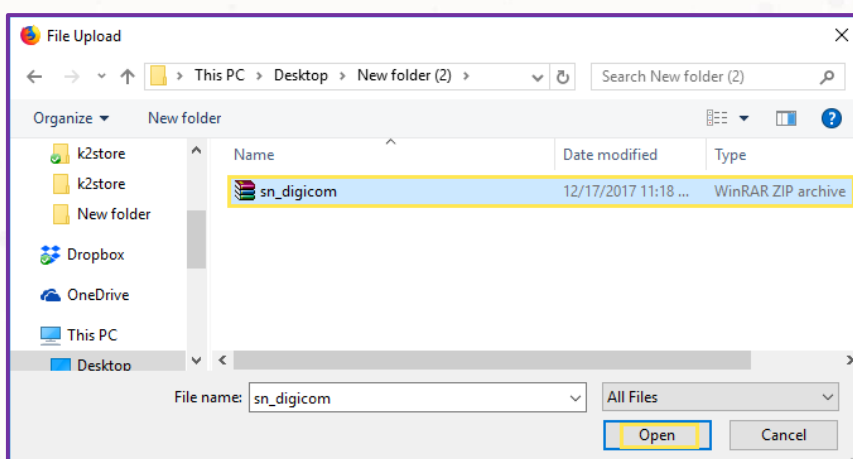 File Upload
This PC > Desktop > New folder (2) >
Search New folder (2)
Organize
New folder
?
k2store
k2store
New folder
Dropbox
OneDrive
This PC
Desktop
Name
Date modified
Type
sn_digicom
12/17/2017 11:18 ...
WinRAR ZIP archive
File name:
sn_digicom
All Files
Open
Cancel